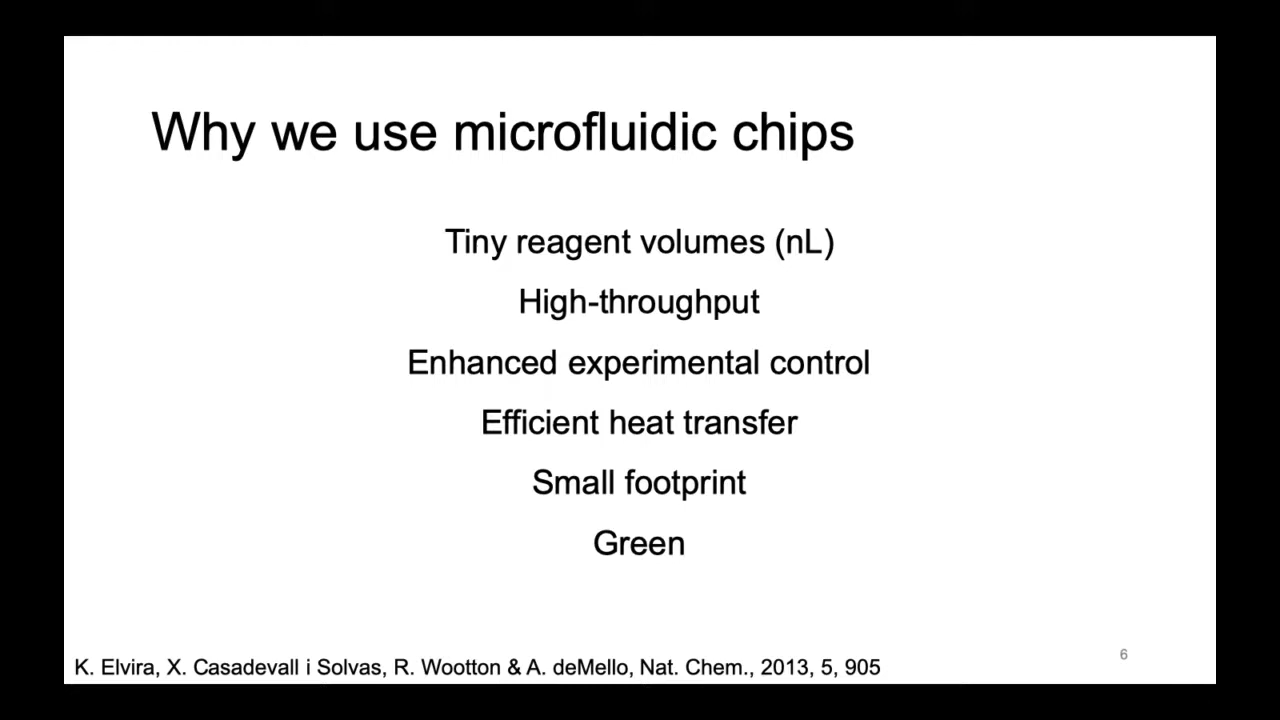 Why we use microfluidic chips
Tiny reagent volumes (nL)
High-throughput
Enhanced experimental control
Efficient heat transfer
Small footprint
Green
K. Elvira, X. Casadevall i Solvas, R. Wootton & A. deMello, Nat. Chem., 2013, 5, 905
6